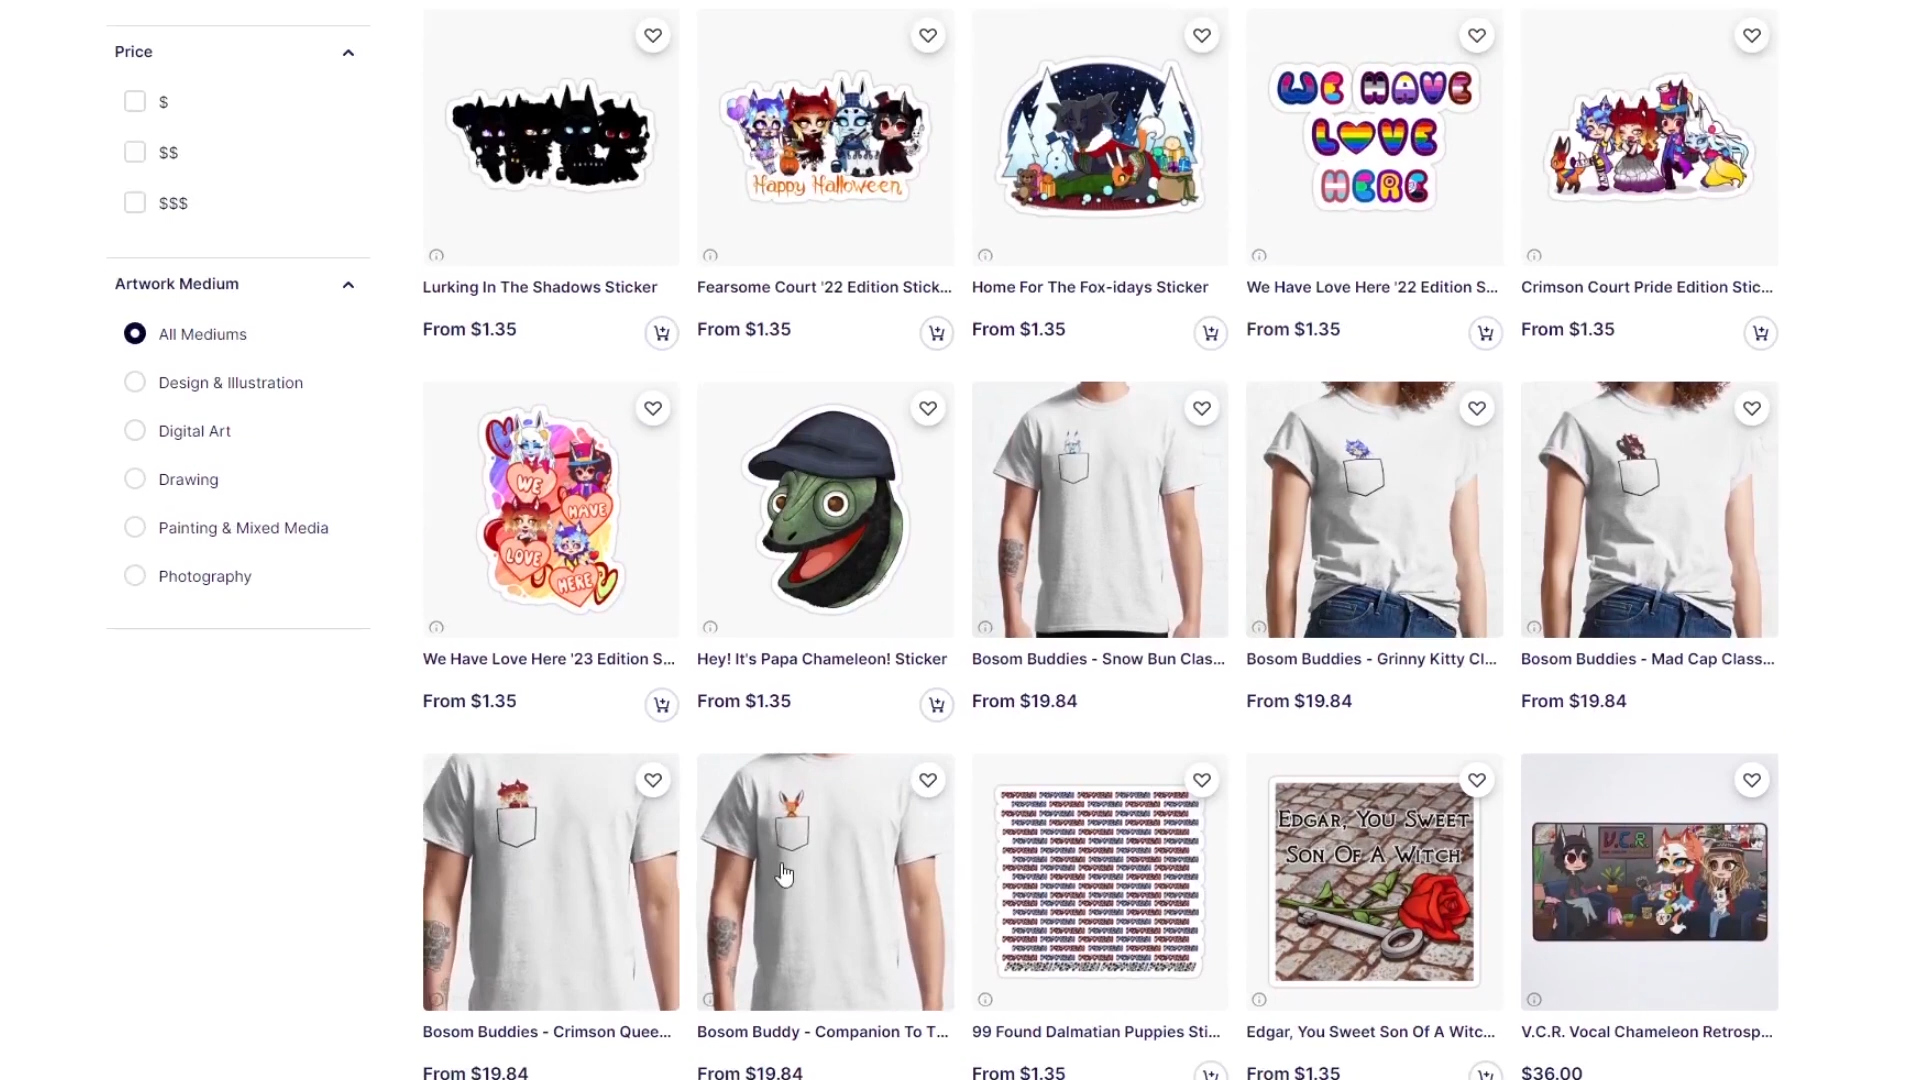 Price
$
$$
$$$
Artwork Medium
All Mediums
Design & Illustration
Digital Art
Drawing
Painting & Mixed Media
Photography
Happy Halloween
WE HAVE
LOVE
HERE
Lurking In The Shadows Sticker
Fearsome Court '22 Edition Stick...
Home For The Fox-idays Sticker
We Have Love Here '22 Edition S...
Crimson Court Pride Edition Stic...
From $1.35
From $1.35
From $1.35
From $1.35
From $1.35
WE
HAVE
LOVE
HERE
We Have Love Here '23 Edition S...
Hey! It's Papa Chameleon! Sticker
Bosom Buddies - Snow Bun Clas...
Bosom Buddies - Grinny Kitty Cl...
Bosom Buddies - Mad Cap Class...
From $1.35
From $1.35
From $19.84
From $19.84
From $19.84
Edgar, You Sweet
Son Of A Witch
V.C.R.
Bosom Buddies - Crimson Quee...
Bosom Buddy - Companion To T...
99 Found Dalmatian Puppies Sti...
Edgar, You Sweet Son Of A Witc...
V.C.R. Vocal Chameleon Retrosp...
From $19.84
From $19.84
From $1.35
From $1.35
$36.00